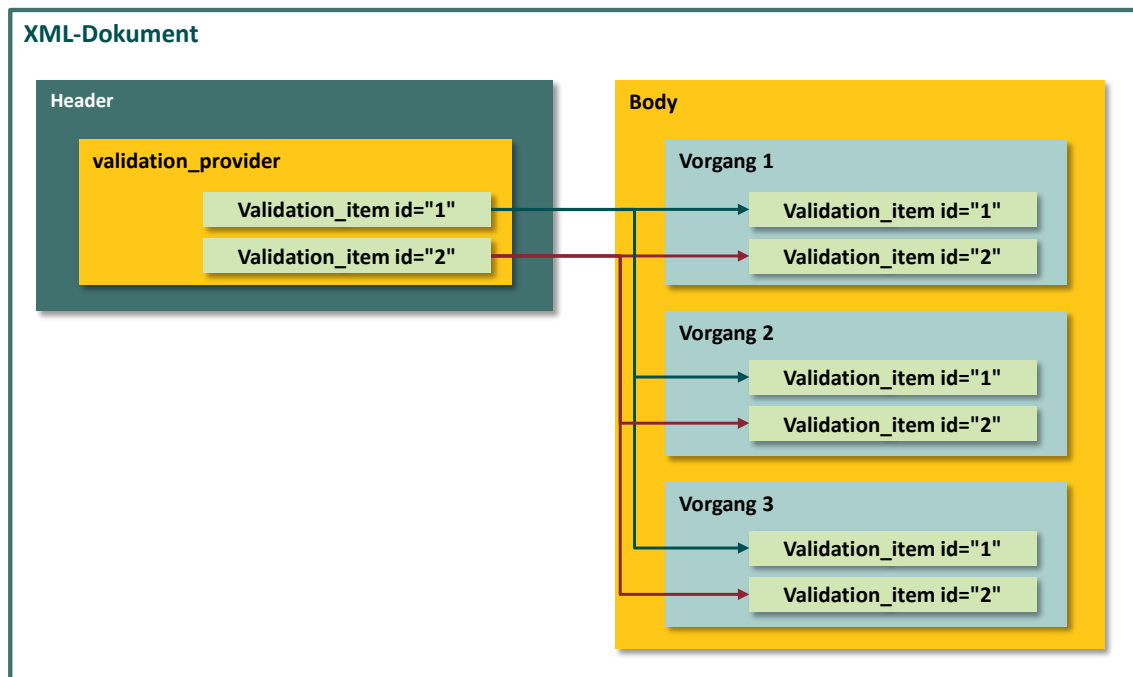 XML-Dokument
Header
validation_provider
Validation_item id="1"
Validation_item id="2"
Body
Vorgang 1
Validation_item id="1"
Validation_item id="2"
Vorgang 2
Validation_item id="1"
Validation_item id="2"
Vorgang 3
Validation_item id="1"
Validation_item id="2"